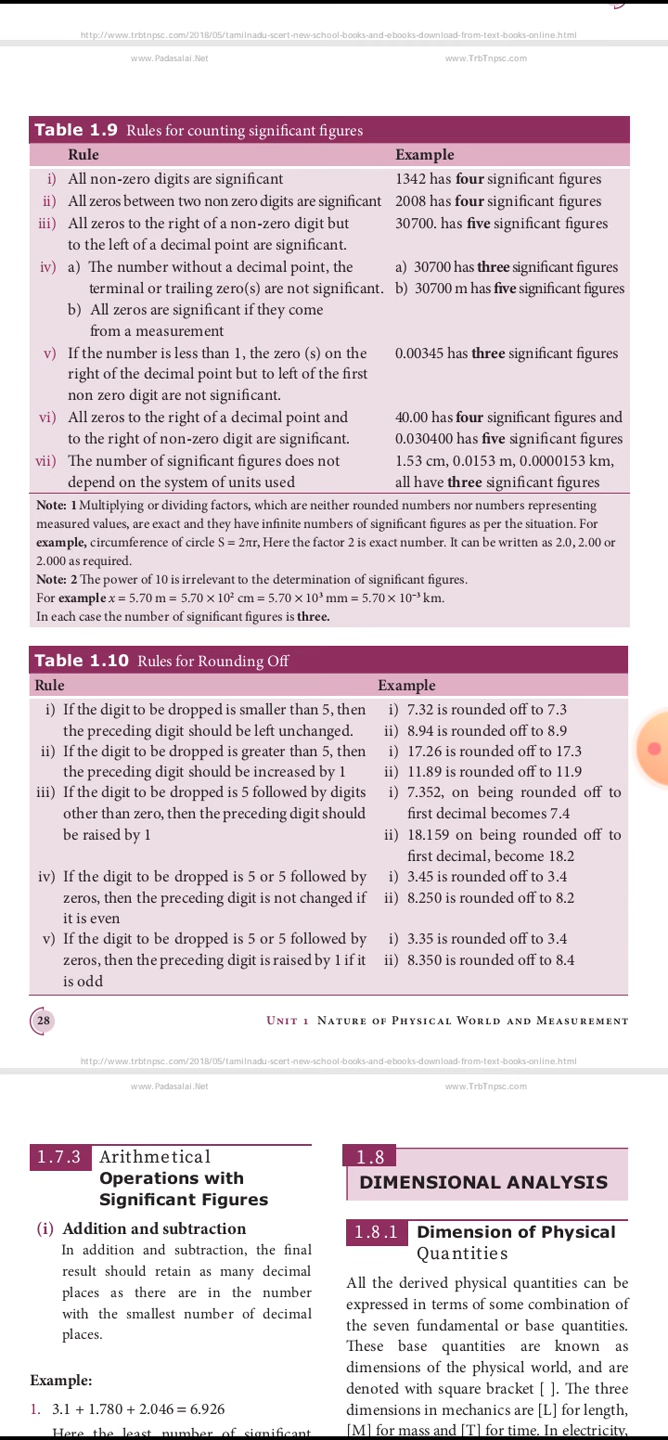 http://www.trbtnpsc.com/2018/05/tamilnadu-scert-new-school-books-and-ebooks-download-from-text-books-online.html
www.Padasalai.Net www.TrbTnpsc.com
Table 1.9 Rules for counting significant figures
Rule Example
i) All non-zero digits are significant 1342 has four significant figures
ii) All zeros between two non zero digits are significant 2008 has four significant figures
iii) All zeros to the right of a non-zero digit but 30700. has five significant figures
to the left of a decimal point are significant.
iv) a) The number without a decimal point, the a) 30700 has three significant figures
terminal or trailing zero(s) are not significant. b) 30700 m has five significant figures
b) All zeros are significant if they come
from a measurement
v) If the number is less than 1, the zero (s) on the 0.00345 has three significant figures
right of the decimal point but to left of the first
non zero digit are not significant.
vi) All zeros to the right of a decimal point and 40.00 has four significant figures and
to the right of non-zero digit are significant. 0.030400 has five significant figures
vii) The number of significant figures does not 1.53 cm, 0.0153 m, 0.0000153 km,
depend on the system of units used all have three significant figures
Note: 1 Multiplying or dividing factors, which are neither rounded numbers nor numbers representing
measured values, are exact and they have infinite numbers of significant figures as per the situation. For
example, circumference of circle S = 2πr, Here the factor 2 is exact number. It can be written as 2.0, 2.00 or
2.000 as required.
Note: 2 The power of 10 is irrelevant to the determination of significant figures.
For example x = 5.70 m = 5.70 × 10² cm = 5.70 × 10³ mm = 5.70 × 10⁻³ km.
In each case the number of significant figures is three.
Table 1.10 Rules for Rounding Off
Rule Example
i) If the digit to be dropped is smaller than 5, then i) 7.32 is rounded off to 7.3
the preceding digit should be left unchanged. ii) 8.94 is rounded off to 8.9
ii) If the digit to be dropped is greater than 5, then i) 17.26 is rounded off to 17.3
the preceding digit should be increased by 1 ii) 11.89 is rounded off to 11.9
iii) If the digit to be dropped is 5 followed by digits i) 7.352, on being rounded off to
other than zero, then the preceding digit should first decimal becomes 7.4
be raised by 1 ii) 18.159 on being rounded off to
first decimal, become 18.2
iv) If the digit to be dropped is 5 or 5 followed by i) 3.45 is rounded off to 3.4
zeros, then the preceding digit is not changed if ii) 8.250 is rounded off to 8.2
it is even
v) If the digit to be dropped is 5 or 5 followed by i) 3.35 is rounded off to 3.4
zeros, then the preceding digit is raised by 1 if it ii) 8.350 is rounded off to 8.4
is odd
28 UNIT 1 NATURE OF PHYSICAL WORLD AND MEASUREMENT
http://www.trbtnpsc.com/2018/05/tamilnadu-scert-new-school-books-and-ebooks-download-from-text-books-online.html
www.Padasalai.Net www.TrbTnpsc.com
1.7.3 Arithmetical
Operations with
Significant Figures
(i) Addition and subtraction
In addition and subtraction, the final
result should retain as many decimal
places as there are in the number
with the smallest number of decimal
places.
Example:
1. 3.1 + 1.780 + 2.046 = 6.926
Here the least number of significant
1.8
DIMENSIONAL ANALYSIS
1.8.1 Dimension of Physical
Quantities
All the derived physical quantities can be
expressed in terms of some combination of
the seven fundamental or base quantities.
These base quantities are known as
dimensions of the physical world, and are
denoted with square bracket [ ]. The three
dimensions in mechanics are [L] for length,
[M] for mass and [T] for time. In electricity,